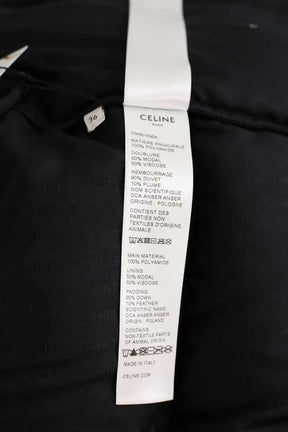 CELINE
PARIS
MATIÈRE PRINCIPALE
100% POLYAMIDE
DOUBLURE
50% MODAL
50% VISCOSE
REMBOURRAGE
90% DUVET
10% PLUME
NOM SCIENTIFIQUE
OCA ANSER ANSER
ORIGINE : POLOGNE
CONTIENT DES
PARTIES NON
TEXTILES D'ORIGINE
ANIMALE
MAIN MATERIAL
100% POLYAMIDE
LINING
50% MODAL
50% VISCOSE
PADDING
90% DOWN
10% FEATHER
SCIENTIFIC NAME
OCA ANSER ANSER
ORIGIN : POLAND
CONTAINS
NON-TEXTILE PARTS
OF ANIMAL ORIGIN
MADE IN ITALY
CELINE.COM